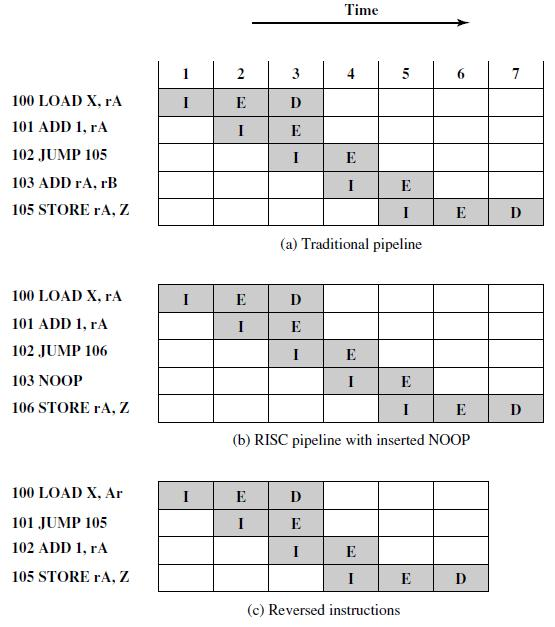 Time
1 2 3 4 5 6 7
100 LOAD X, rA I E D
101 ADD 1, rA I E
102 JUMP 105 I E
103 ADD rA, rB I E
105 STORE rA, Z I E D
(a) Traditional pipeline
100 LOAD X, rA I E D
101 ADD 1, rA I E
102 JUMP 106 I E
103 NOOP I E
106 STORE rA, Z I E D
(b) RISC pipeline with inserted NOOP
100 LOAD X, Ar I E D
101 JUMP 105 I E
102 ADD 1, rA I E
105 STORE rA, Z I E D
(c) Reversed instructions